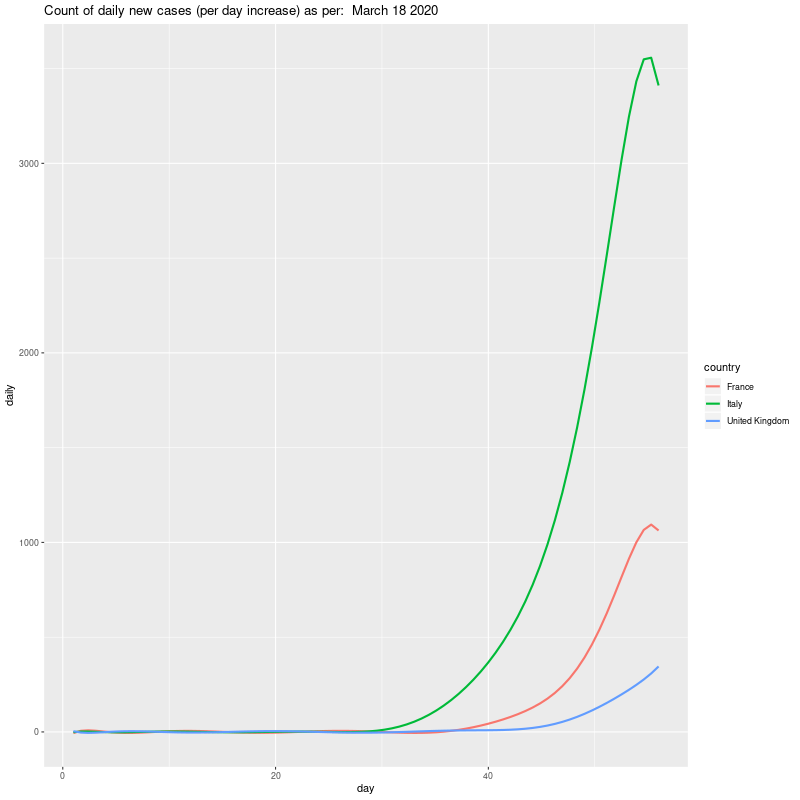 Count of daily new cases (per day increase) as per:  March 18 2020
3000
2000
1000
0
daily
0
20
40
day
country
France
Italy
United Kingdom